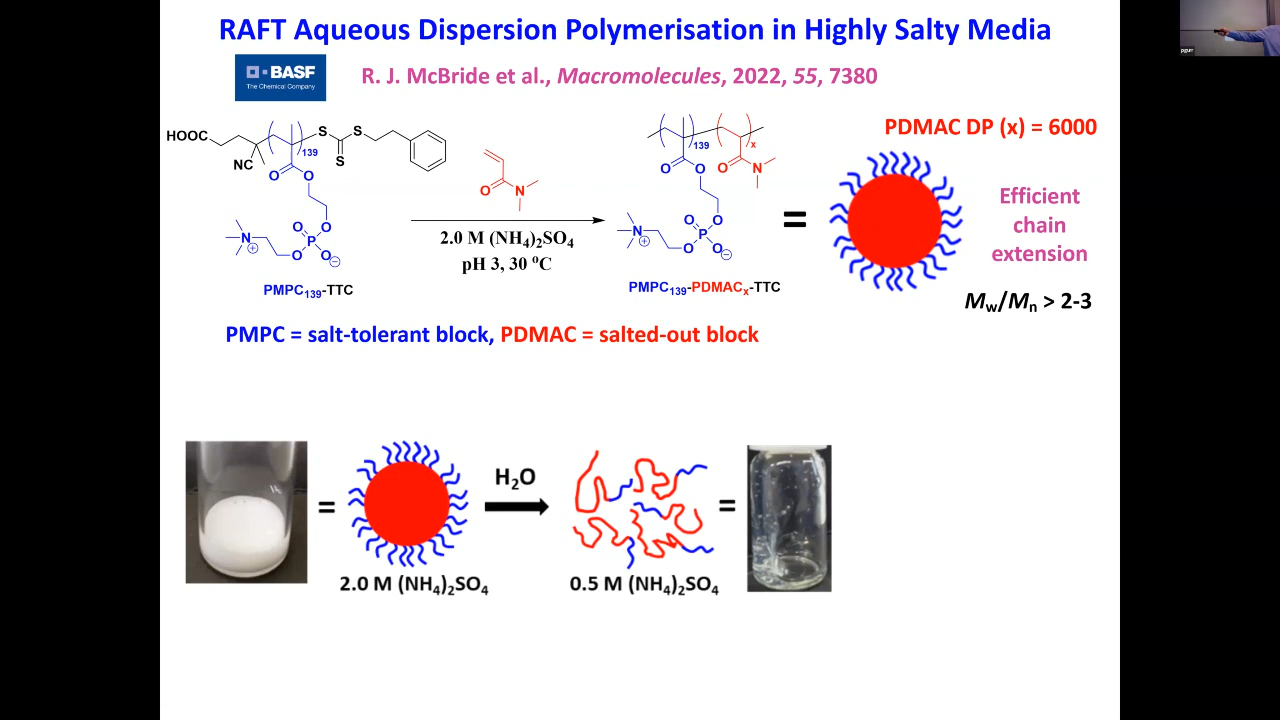 RAFT Aqueous Dispersion Polymerisation in Highly Salty Media
BASF
The Chemical Company
R. J. McBride et al., Macromolecules, 2022, 55, 7380
HOOC
NC
139
S
S
S
O
O
O
P
O
O
O
N
+
−
PMPC139-TTC
O
N
2.0 M (NH4)2SO4
pH 3, 30 ⁰C
139
x
O
O
O
N
O
O
P
O
O
N
+
−
PMPC139-PDMACx-TTC
=
PDMAC DP (x) = 6000
Efficient
chain
extension
Mw/Mn > 2-3
PMPC = salt-tolerant block, PDMAC = salted-out block
=
H2O
=
2.0 M (NH4)2SO4
0.5 M (NH4)2SO4